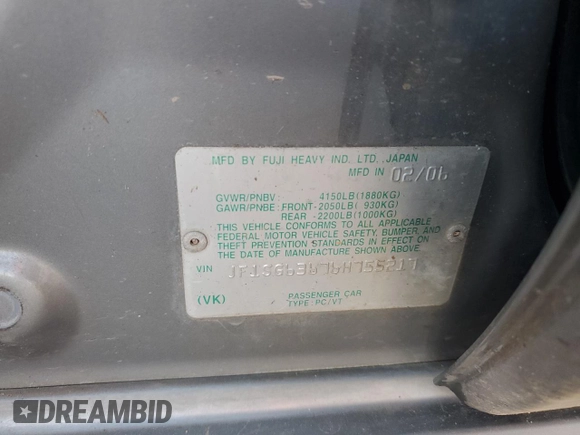 MFD BY FUJI HEAVY IND. LTD. JAPAN
MFD IN 02/06
GVWR/PNBV : 4150LB(1880KG)
GAWR/PNBE FRONT-2050LB( 930KG)
REAR -2200LB(1000KG)
THIS VEHICLE CONFORMS TO ALL APPLICABLE
FEDERAL MOTOR VEHICLE SAFETY, BUMPER, AND
THEFT PREVENTION STANDARDS IN EFFECT ON
THE DATE OF MANUFACTURE SHOWN ABOVE.
VIN
(VK)
PASSENGER CAR
TYPE:PC/VT
DREAMBID